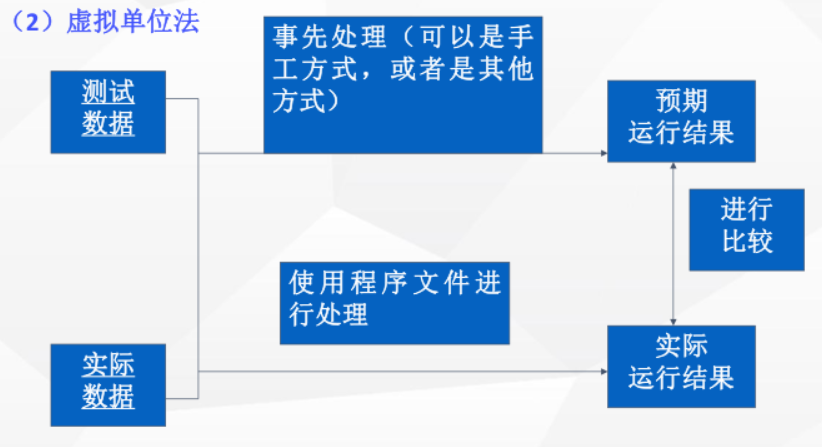 （2）虚拟单位法
事先处理（可以是手
工方式，或者是其他
方式）
测试
数据
预期
运行结果
进行
比较
使用程序文件进
行处理
实际
数据
实际
运行结果